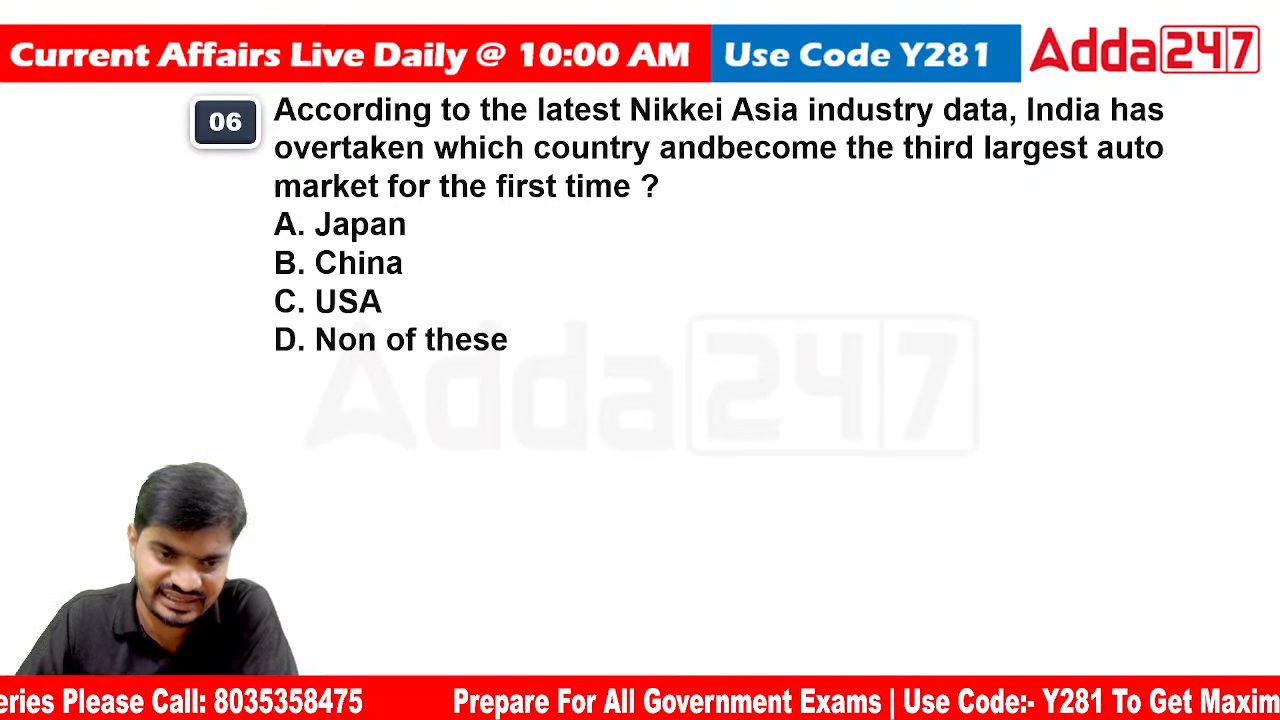 Current Affairs Live Daily @ 10:00 AM
Use Code Y281
Adda247
06
According to the latest Nikkei Asia industry data, India has
overtaken which country andbecome the third largest auto
market for the first time ?
A. Japan
B. China
C. USA
D. Non of these
Adda247
eries Please Call: 8035358475
Prepare For All Government Exams | Use Code:- Y281 To Get Maxim